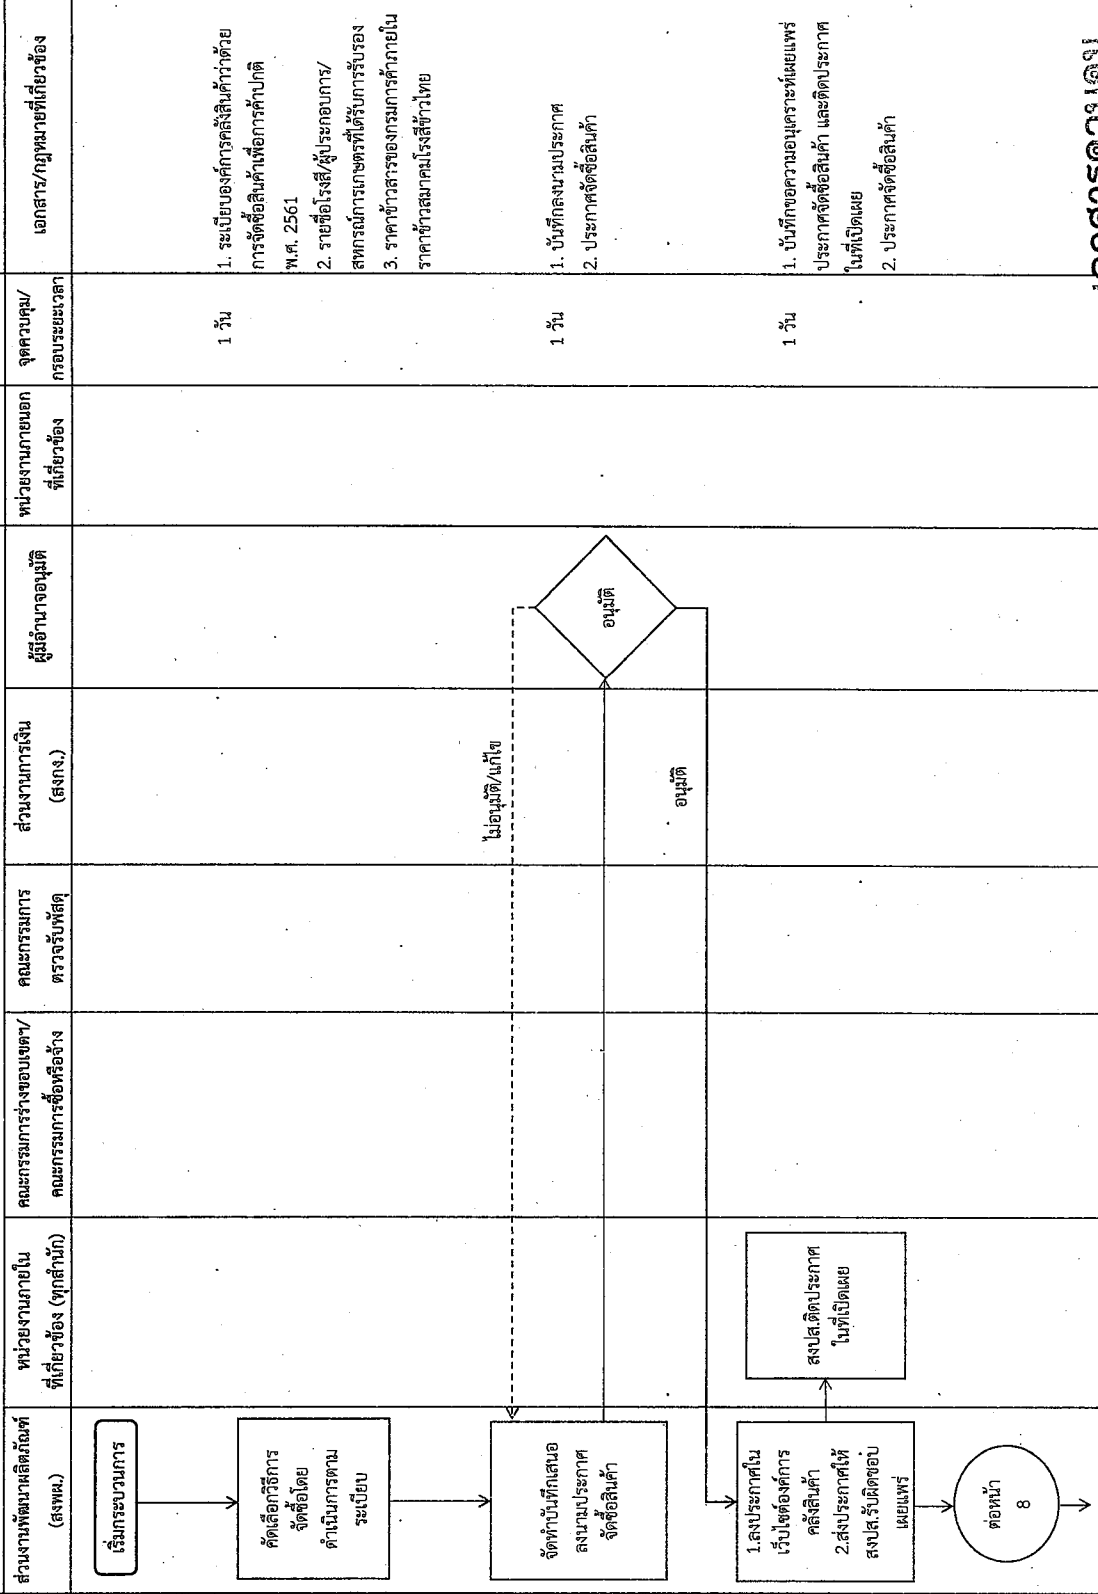 ส่วนงานพัฒนาผลิตภัณฑ์
(สงพผ.)
หน่วยงานภายใน
ที่เกี่ยวข้อง (ทุกสำนัก)
คณะกรรมการร่างขอบเขตฯ/
คณะกรรมการซื้อหรือจ้าง
คณะกรรมการ
ตรวจรับพัสดุ
ส่วนงานการเงิน
(สงกง.)
ผู้มีอำนาจอนุมัติ
หน่วยงานภายนอก
ที่เกี่ยวข้อง
จุดควบคุม/
กรอบระยะเวลา
เอกสาร/กฎหมายที่เกี่ยวข้อง
เริ่มกระบวนการ
คัดเลือกวิธีการ
จัดซื้อโดย
ดำเนินการตาม
ระเบียบ
1 วัน
1. ระเบียบองค์การคลังสินค้าว่าด้วย
การจัดซื้อสินค้าเพื่อการค้าปกติ
พ.ศ. 2561
2. รายชื่อโรงสี/ผู้ประกอบการ/
สหกรณ์การเกษตรที่ได้รับการรับรอง
3. ราคาข้าวสารของกรมการค้าภายใน
ราคาข้าวสมาคมโรงสีข้าวไทย
ไม่อนุมัติ/แก้ไข
จัดทำบันทึกเสนอ
ลงนามประกาศ
จัดซื้อสินค้า
อนุมัติ
1 วัน
1. บันทึกลงนามประกาศ
2. ประกาศจัดซื้อสินค้า
อนุมัติ
1.ลงประกาศใน
เว็บไซต์องค์การ
คลังสินค้า
2.ส่งประกาศให้
สงปส.รับผิดชอบ
เผยแพร่
สงปส.ติดประกาศ
ในที่เปิดเผย
1 วัน
1. บันทึกขอความอนุเคราะห์เผยแพร่
ประกาศจัดซื้อสินค้า และติดประกาศ
ในที่เปิดเผย
2. ประกาศจัดซื้อสินค้า
ต่อหน้า
8